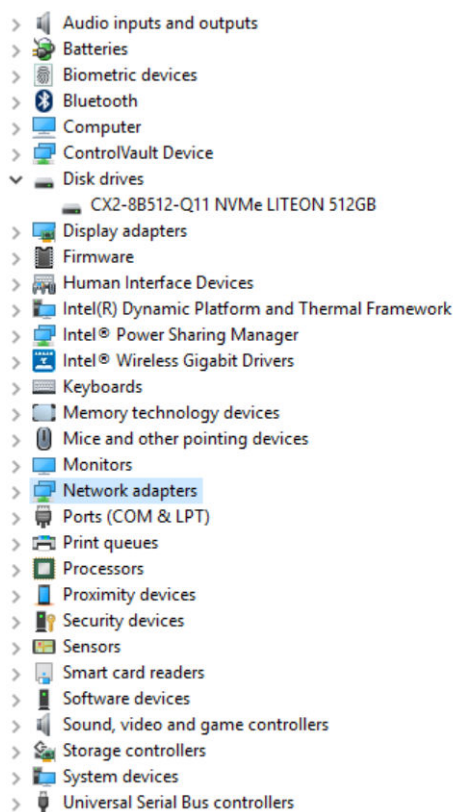 Audio inputs and outputs
Batteries
Biometric devices
Bluetooth
Computer
ControlVault Device
Disk drives
CX2-8B512-Q11 NVMe LITEON 512GB
Display adapters
Firmware
Human Interface Devices
Intel(R) Dynamic Platform and Thermal Framework
Intel® Power Sharing Manager
Intel® Wireless Gigabit Drivers
Keyboards
Memory technology devices
Mice and other pointing devices
Monitors
Network adapters
Ports (COM & LPT)
Print queues
Processors
Proximity devices
Security devices
Sensors
Smart card readers
Software devices
Sound, video and game controllers
Storage controllers
System devices
Universal Serial Bus controllers